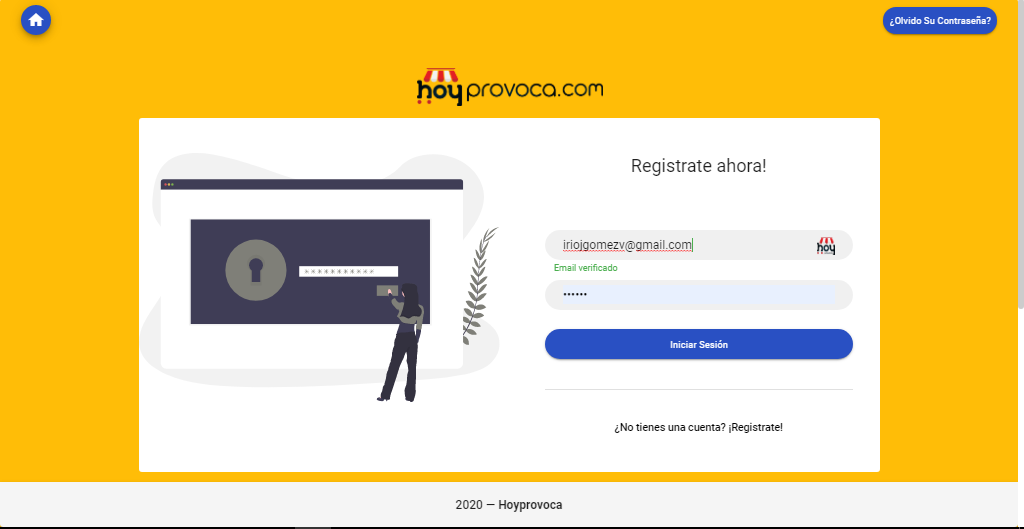 ¿Olvido Su Contraseña?
hoyprovoca.com
Registrate ahora!
iriojgomezv@gmail.com
hoy
Email verificado
••••••
Iniciar Sesión
¿No tienes una cuenta? ¡Registrate!
2020 — Hoyprovoca